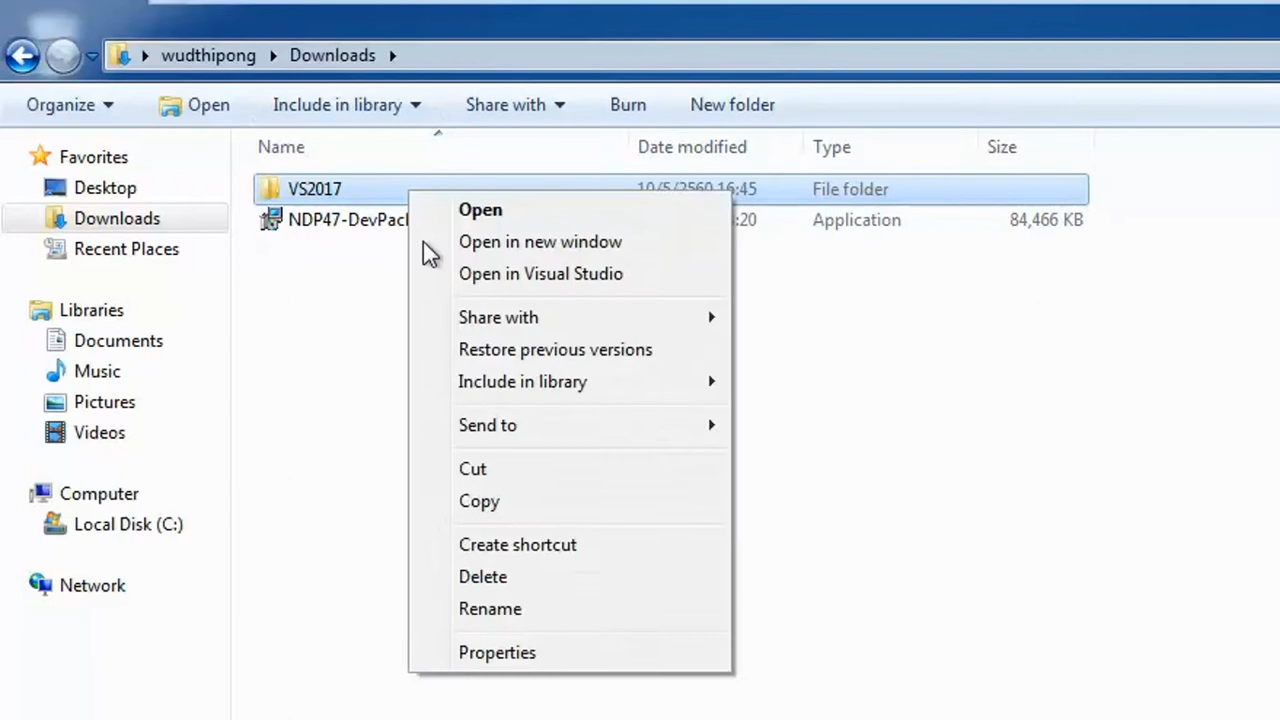 wudthipong Downloads
Organize Open Include in library Share with Burn New folder
Name Date modified Type Size
Favorites
Desktop
Downloads
Recent Places
Libraries
Documents
Music
Pictures
Videos
Computer
Local Disk (C:)
Network
VS2017 10/5/2560 16:45 File folder
NDP47-DevPack :20 Application 84,466 KB
Open
Open in new window
Open in Visual Studio
Share with
Restore previous versions
Include in library
Send to
Cut
Copy
Create shortcut
Delete
Rename
Properties